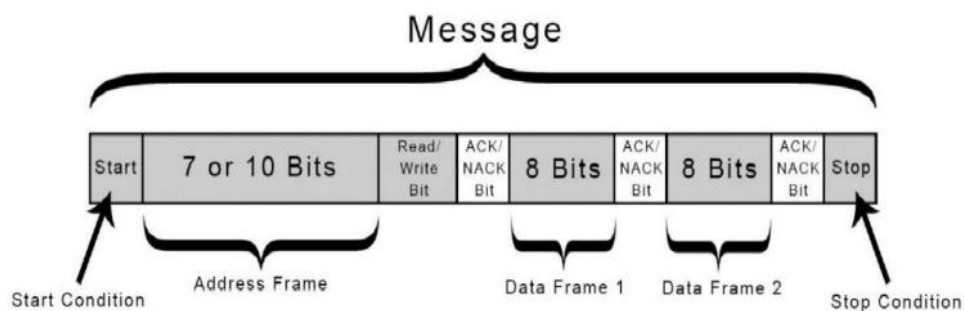 Message
Start
7 or 10 Bits
Read/
Write
Bit
ACK/
NACK
Bit
8 Bits
ACK/
NACK
Bit
8 Bits
ACK/
NACK
Bit
Stop
Address Frame
Data Frame 1
Data Frame 2
Start Condition
Stop Condition